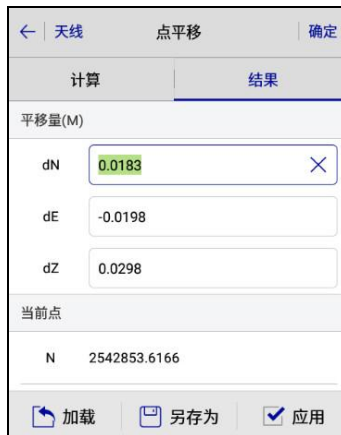 ← 天线 点平移 确定
计算 结果
平移量(M)
dN 0.0183
dE -0.0198
dZ 0.0298
当前点
N 2542853.6166
加载 另存为 应用